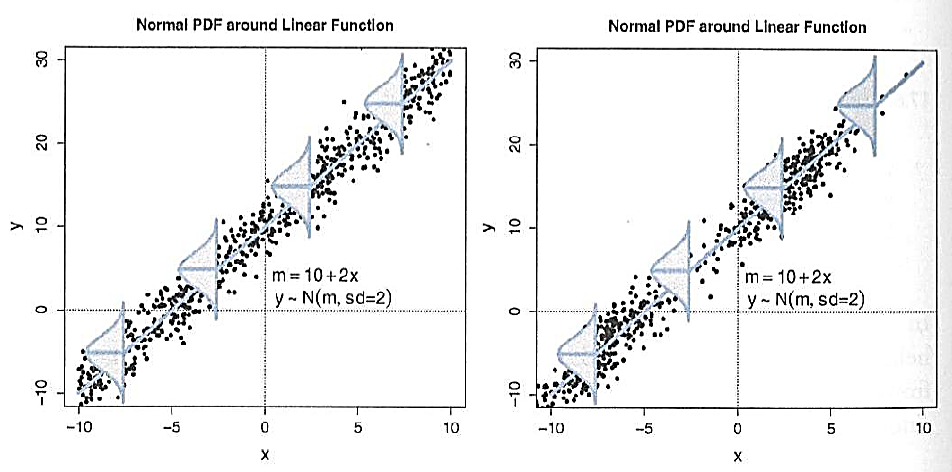 Normal PDF around Linear Function
30
20
10
0
−10
y
m = 10+2x
y ~ N(m, sd=2)
−10 −5 0 5 10
x
Normal PDF around Linear Function
30
20
10
0
−10
y
m = 10+2x
y ~ N(m, sd=2)
−10 −5 0 5 10
x